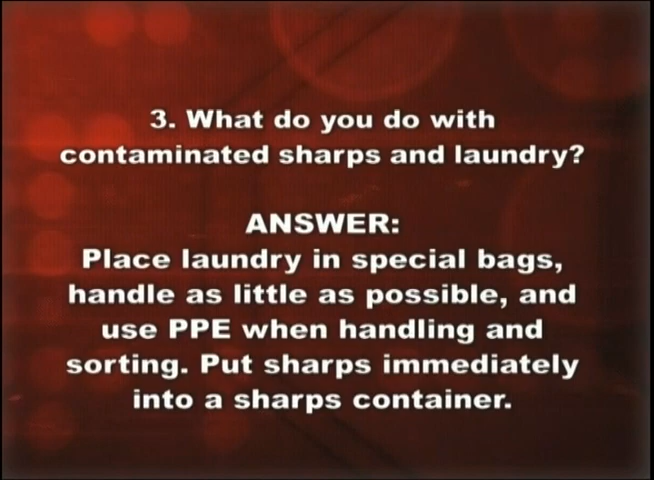 3. What do you do with
contaminated sharps and laundry?
ANSWER:
Place laundry in special bags,
handle as little as possible, and
use PPE when handling and
sorting. Put sharps immediately
into a sharps container.